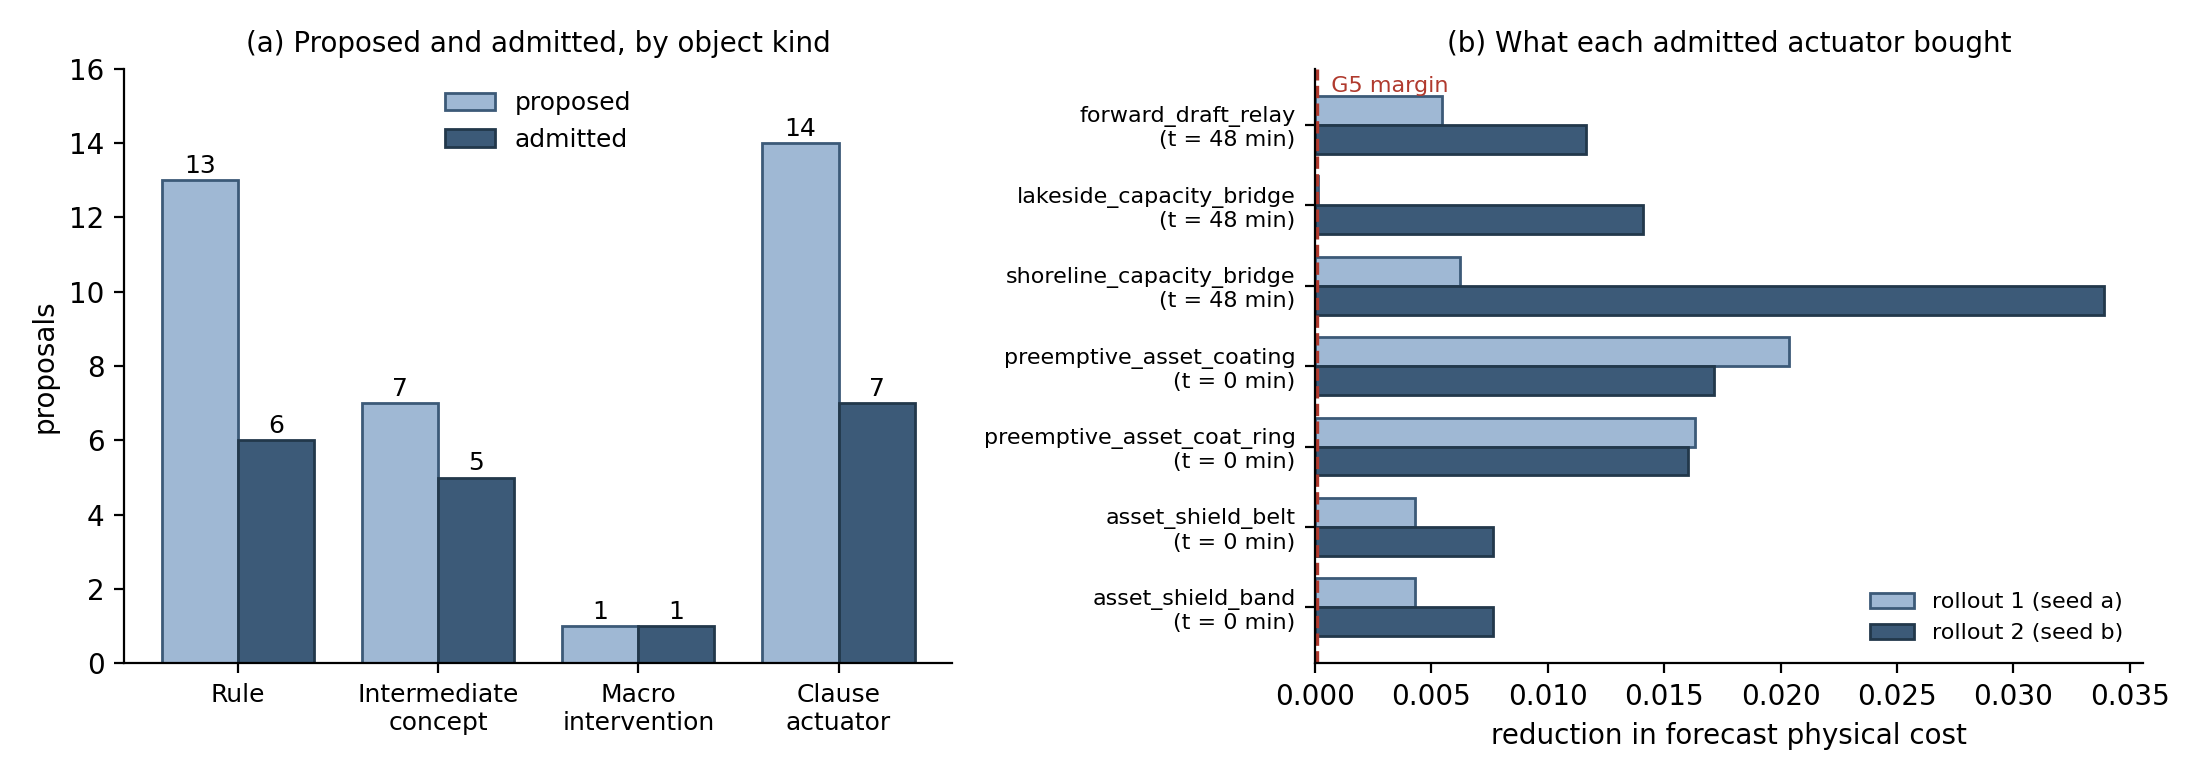 (a) Proposed and admitted, by object kind
proposed
admitted
proposals
16
14
12
10
8
6
4
2
0
13
6
7
5
1
1
14
7
Rule
Intermediate
concept
Macro
intervention
Clause
actuator
(b) What each admitted actuator bought
G5 margin
forward_draft_relay
(t = 48 min)
lakeside_capacity_bridge
(t = 48 min)
shoreline_capacity_bridge
(t = 48 min)
preemptive_asset_coating
(t = 0 min)
preemptive_asset_coat_ring
(t = 0 min)
asset_shield_belt
(t = 0 min)
asset_shield_band
(t = 0 min)
rollout 1 (seed a)
rollout 2 (seed b)
0.000 0.005 0.010 0.015 0.020 0.025 0.030 0.035
reduction in forecast physical cost